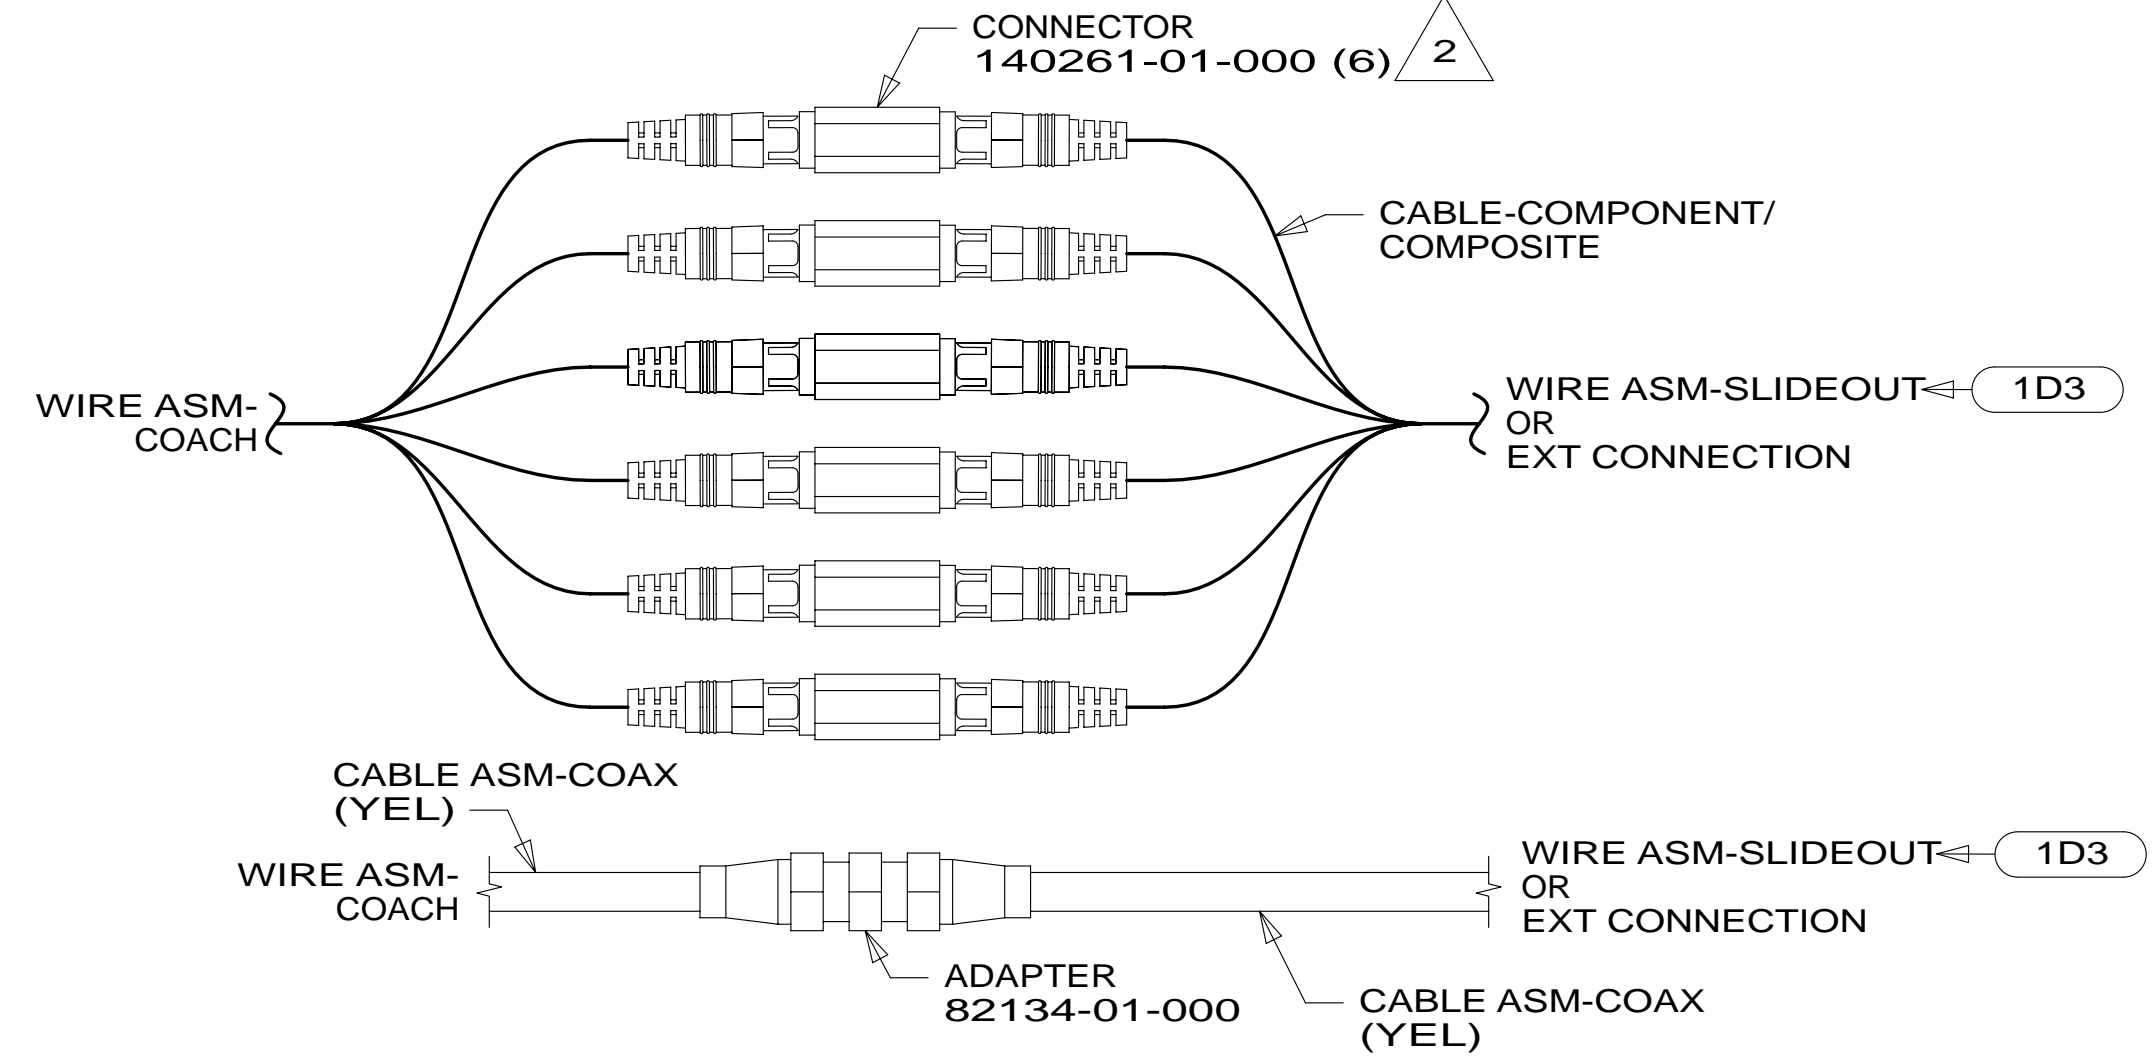 CONNECTOR
140261-01-000 (6)
2
CABLE-COMPONENT/
COMPOSITE
WIRE ASM-
COACH
WIRE ASM-SLIDEOUT
1D3
OR
EXT CONNECTION
CABLE ASM-COAX
(YEL)
WIRE ASM-
COACH
WIRE ASM-SLIDEOUT
1D3
OR
EXT CONNECTION
ADAPTER
82134-01-000
CABLE ASM-COAX
(YEL)